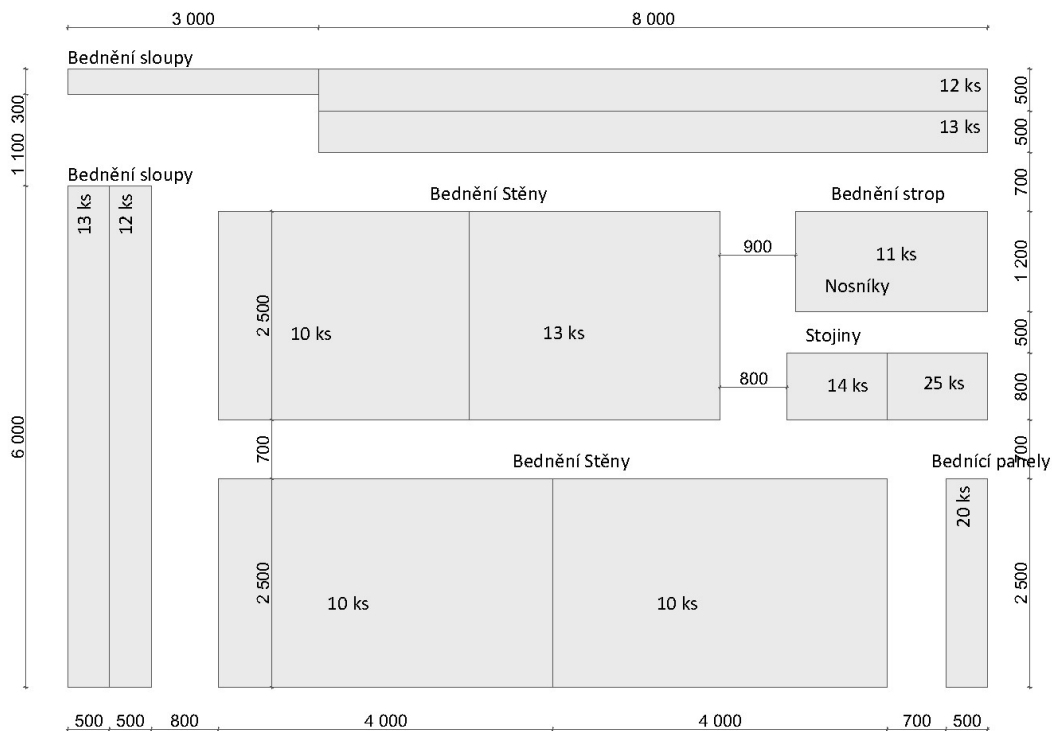 3 000
8 000
Bednění sloupy
12 ks
13 ks
300
1 100
500
500
700
Bednění sloupy
13 ks
12 ks
Bednění Stěny
Bednění strop
900
11 ks
Nosníky
1 200
2 500
10 ks
13 ks
500
Stojiny
800
14 ks
25 ks
800
6 000
700
Bednění Stěny
Bednící panely
700
20 ks
2 500
10 ks
10 ks
2 500
500
500
800
4 000
4 000
700
500